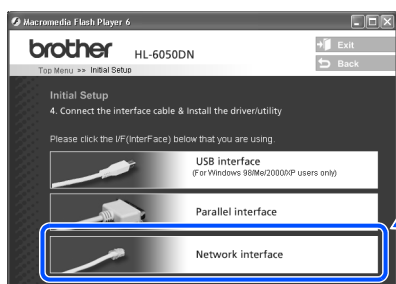 Macromedia Flash Player 6
brother HL-6050DN
Exit
Top Menu >> Initial Setup
Back
Initial Setup
4. Connect the interface cable & Install the driver/utility
Please click the I/F(InterFace) below that you are using.
USB interface
(For Windows 98/Me/2000/XP users only)
Parallel interface
Network interface